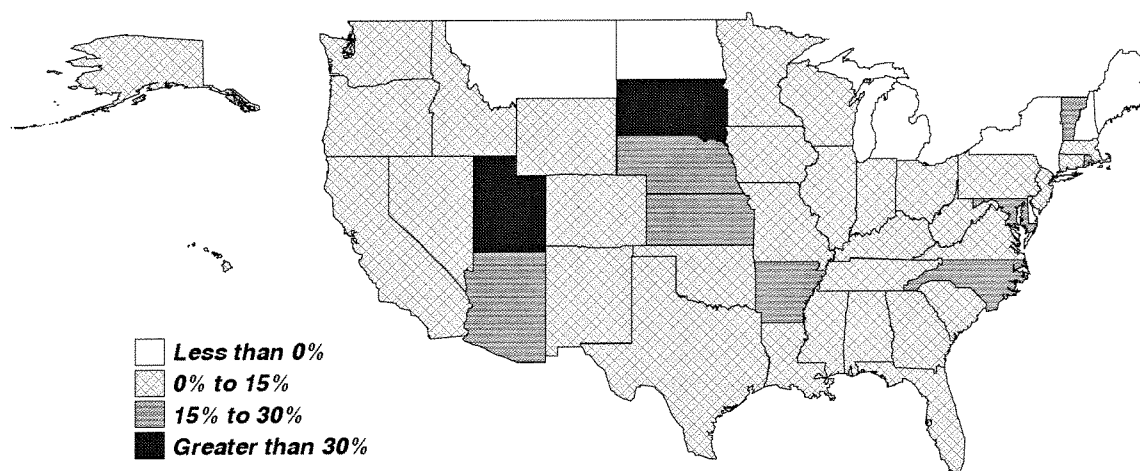 Less than 0%
0% to 15%
15% to 30%
Greater than 30%